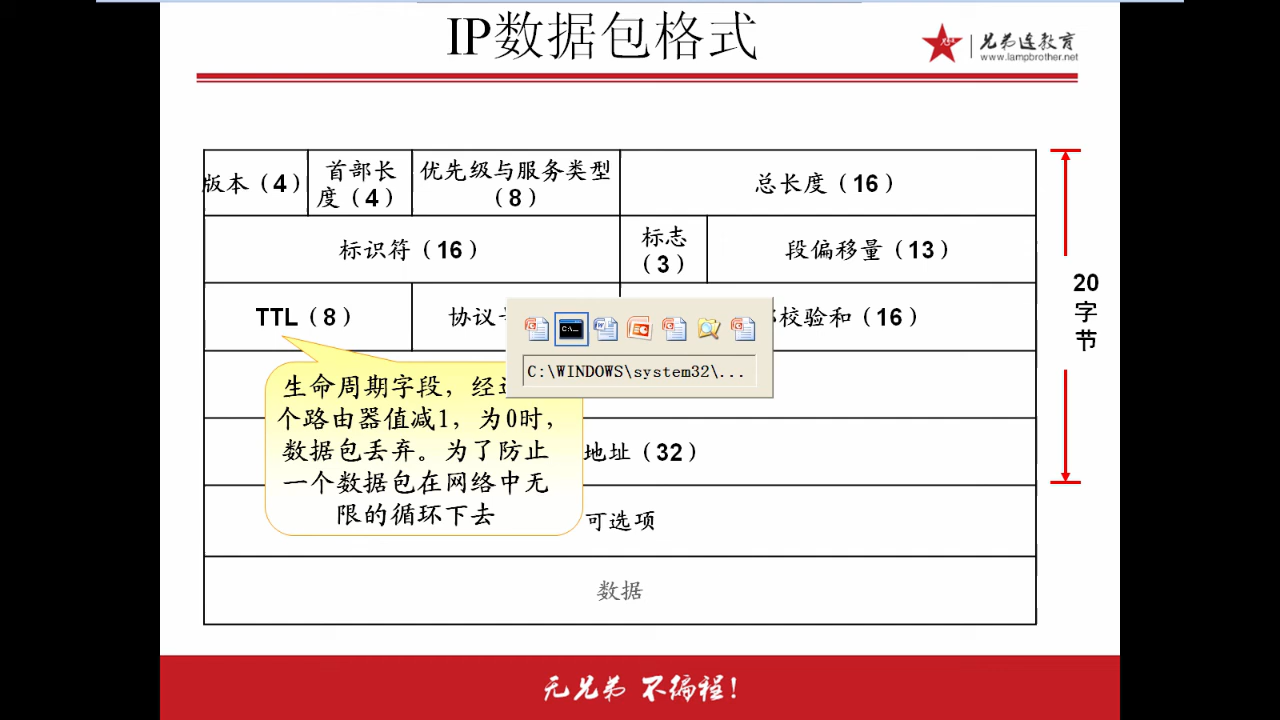 IP数据包格式
兄弟连教育
www.lampbrother.net
版本（4）
首部长
度（4）
优先级与服务类型
（8）
总长度（16）
标识符（16）
标志
（3）
段偏移量（13）
20
字
节
TTL（8）
协议
校验和（16）
C:\WINDOWS\system32\...
生命周期字段，经
个路由器值减1，为0时，
数据包丢弃。为了防止
一个数据包在网络中无
限的循环下去
地址（32）
可选项
数据
无兄弟 不编程！